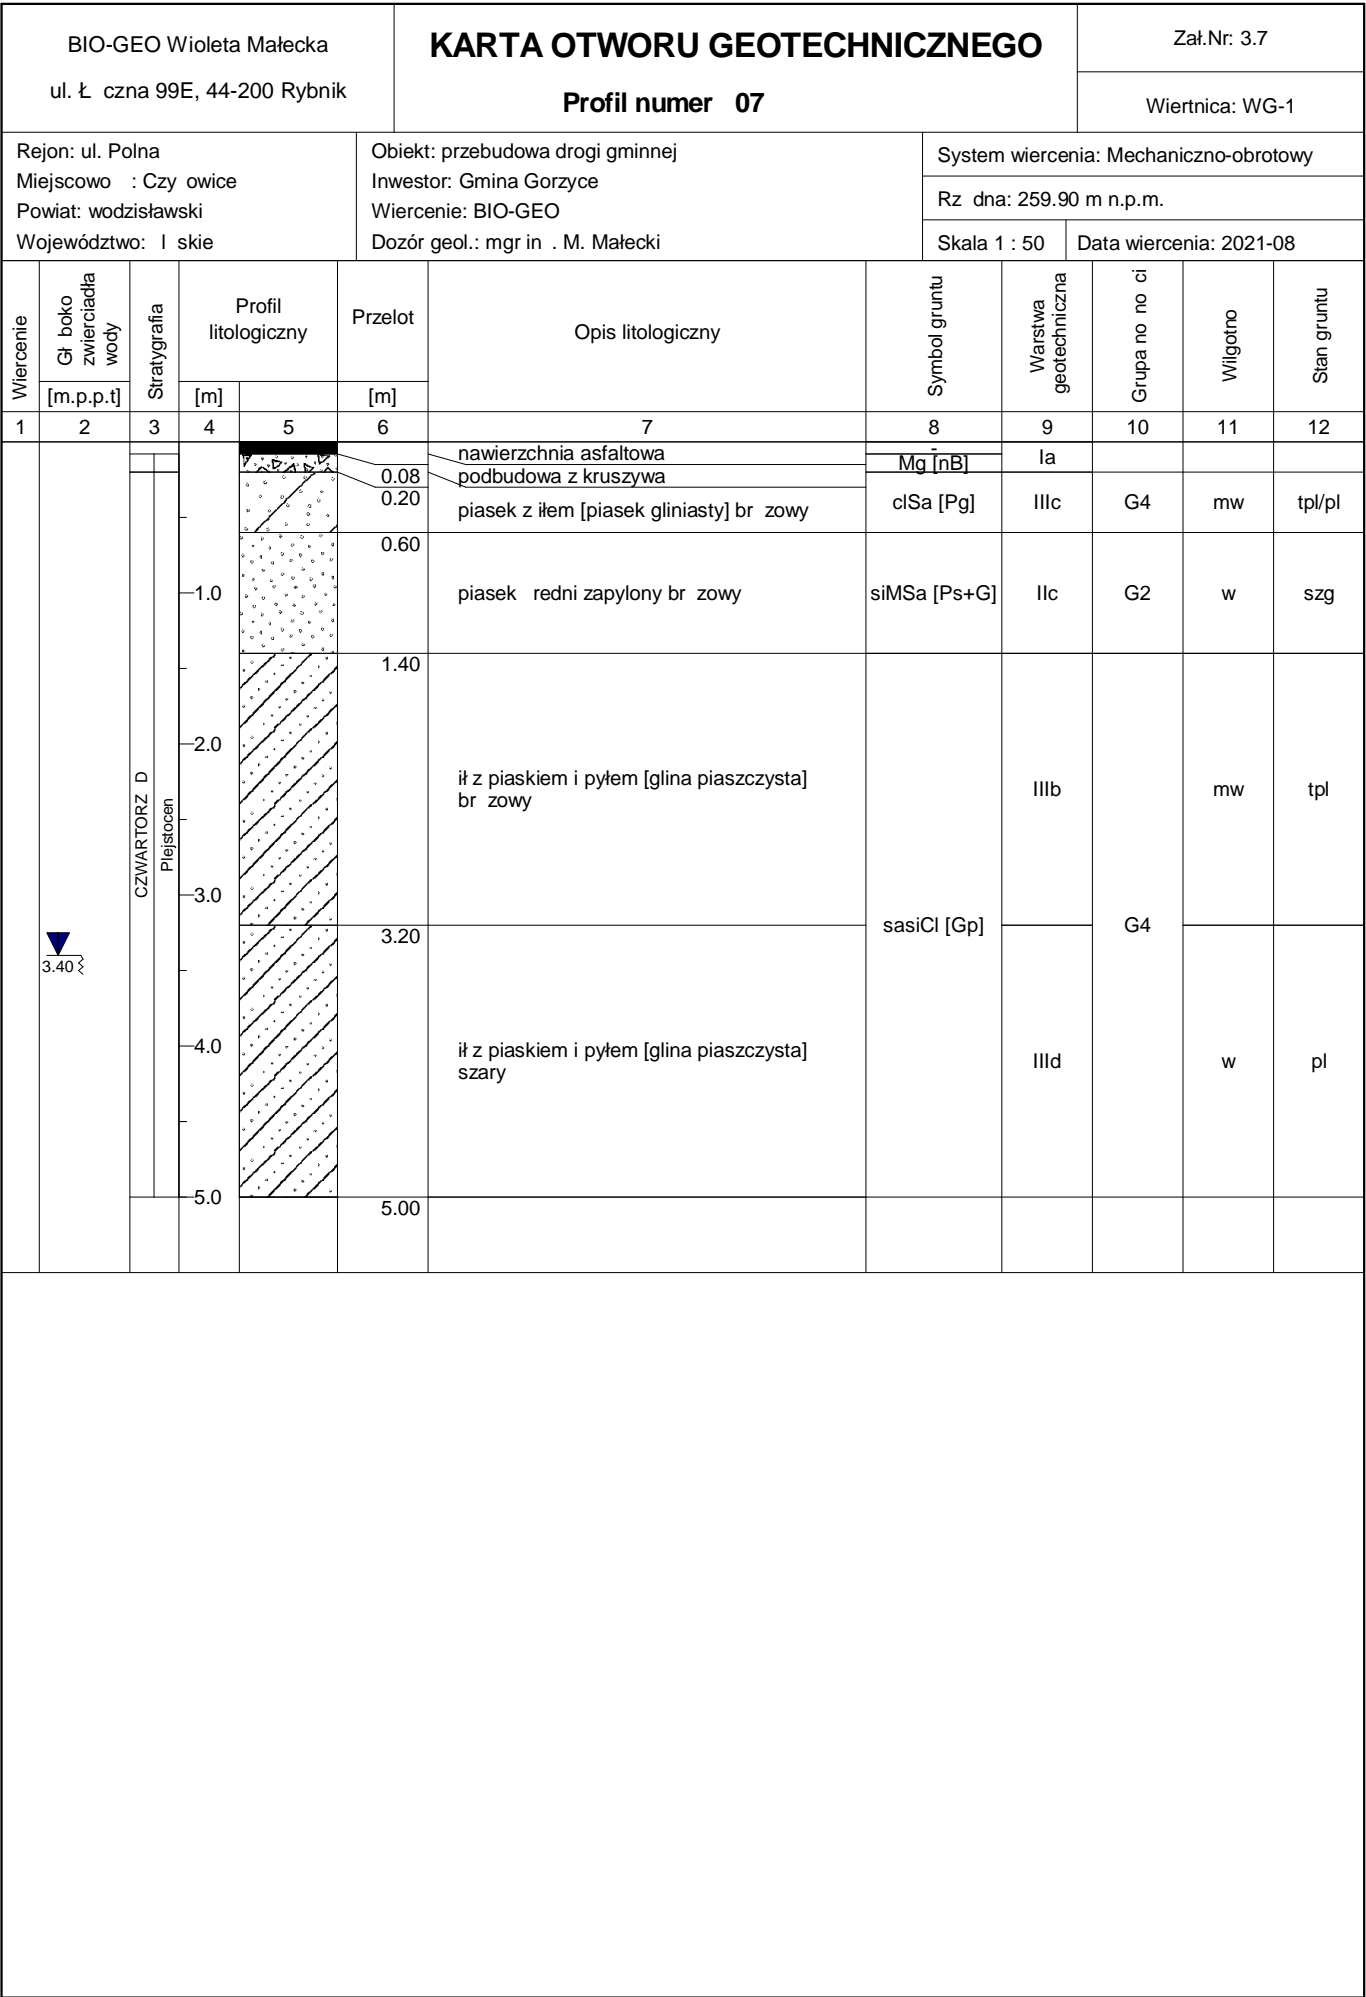 BIO-GEO Wioleta Małecka
ul. Ł czna 99E, 44-200 Rybnik
KARTA OTWORU GEOTECHNICZNEGO
Profil numer 07
Zał.Nr: 3.7
Wiertnica: WG-1
Rejon: ul. Polna
Miejscowo : Czy owice
Powiat: wodzisławski
Województwo: l skie
Obiekt: przebudowa drogi gminnej
Inwestor: Gmina Gorzyce
Wiercenie: BIO-GEO
Dozór geol.: mgr in . M. Małecki
System wiercenia: Mechaniczno-obrotowy
Rz dna: 259.90 m n.p.m.
Skala 1 : 50
Data wiercenia: 2021-08
Wiercenie
Gł boko
zwierciadła
wody
[m.p.p.t]
Stratygrafia
Profil
litologiczny
[m]
Przelot
[m]
Opis litologiczny
Symbol gruntu
Warstwa
geotechniczna
Grupa no no ci
Wilgotno
Stan gruntu
1 2 3 4 5 6 7 8 9 10 11 12
nawierzchnia asfaltowa
-
0.08
podbudowa z kruszywa
Mg [nB]
Ia
0.20
piasek z iłem [piasek gliniasty] br zowy
clSa [Pg]
IIIc
G4
mw
tpl/pl
0.60
1.0
piasek redni zapylony br zowy
siMSa [Ps+G]
IIc
G2
w
szg
1.40
2.0
ił z piaskiem i pyłem [glina piaszczysta]
br zowy
IIIb
mw
tpl
CZWARTORZ D
Plejstocen
3.0
sasiCl [Gp]
G4
3.20
3.40
4.0
ił z piaskiem i pyłem [glina piaszczysta]
szary
IIId
w
pl
5.0
5.00